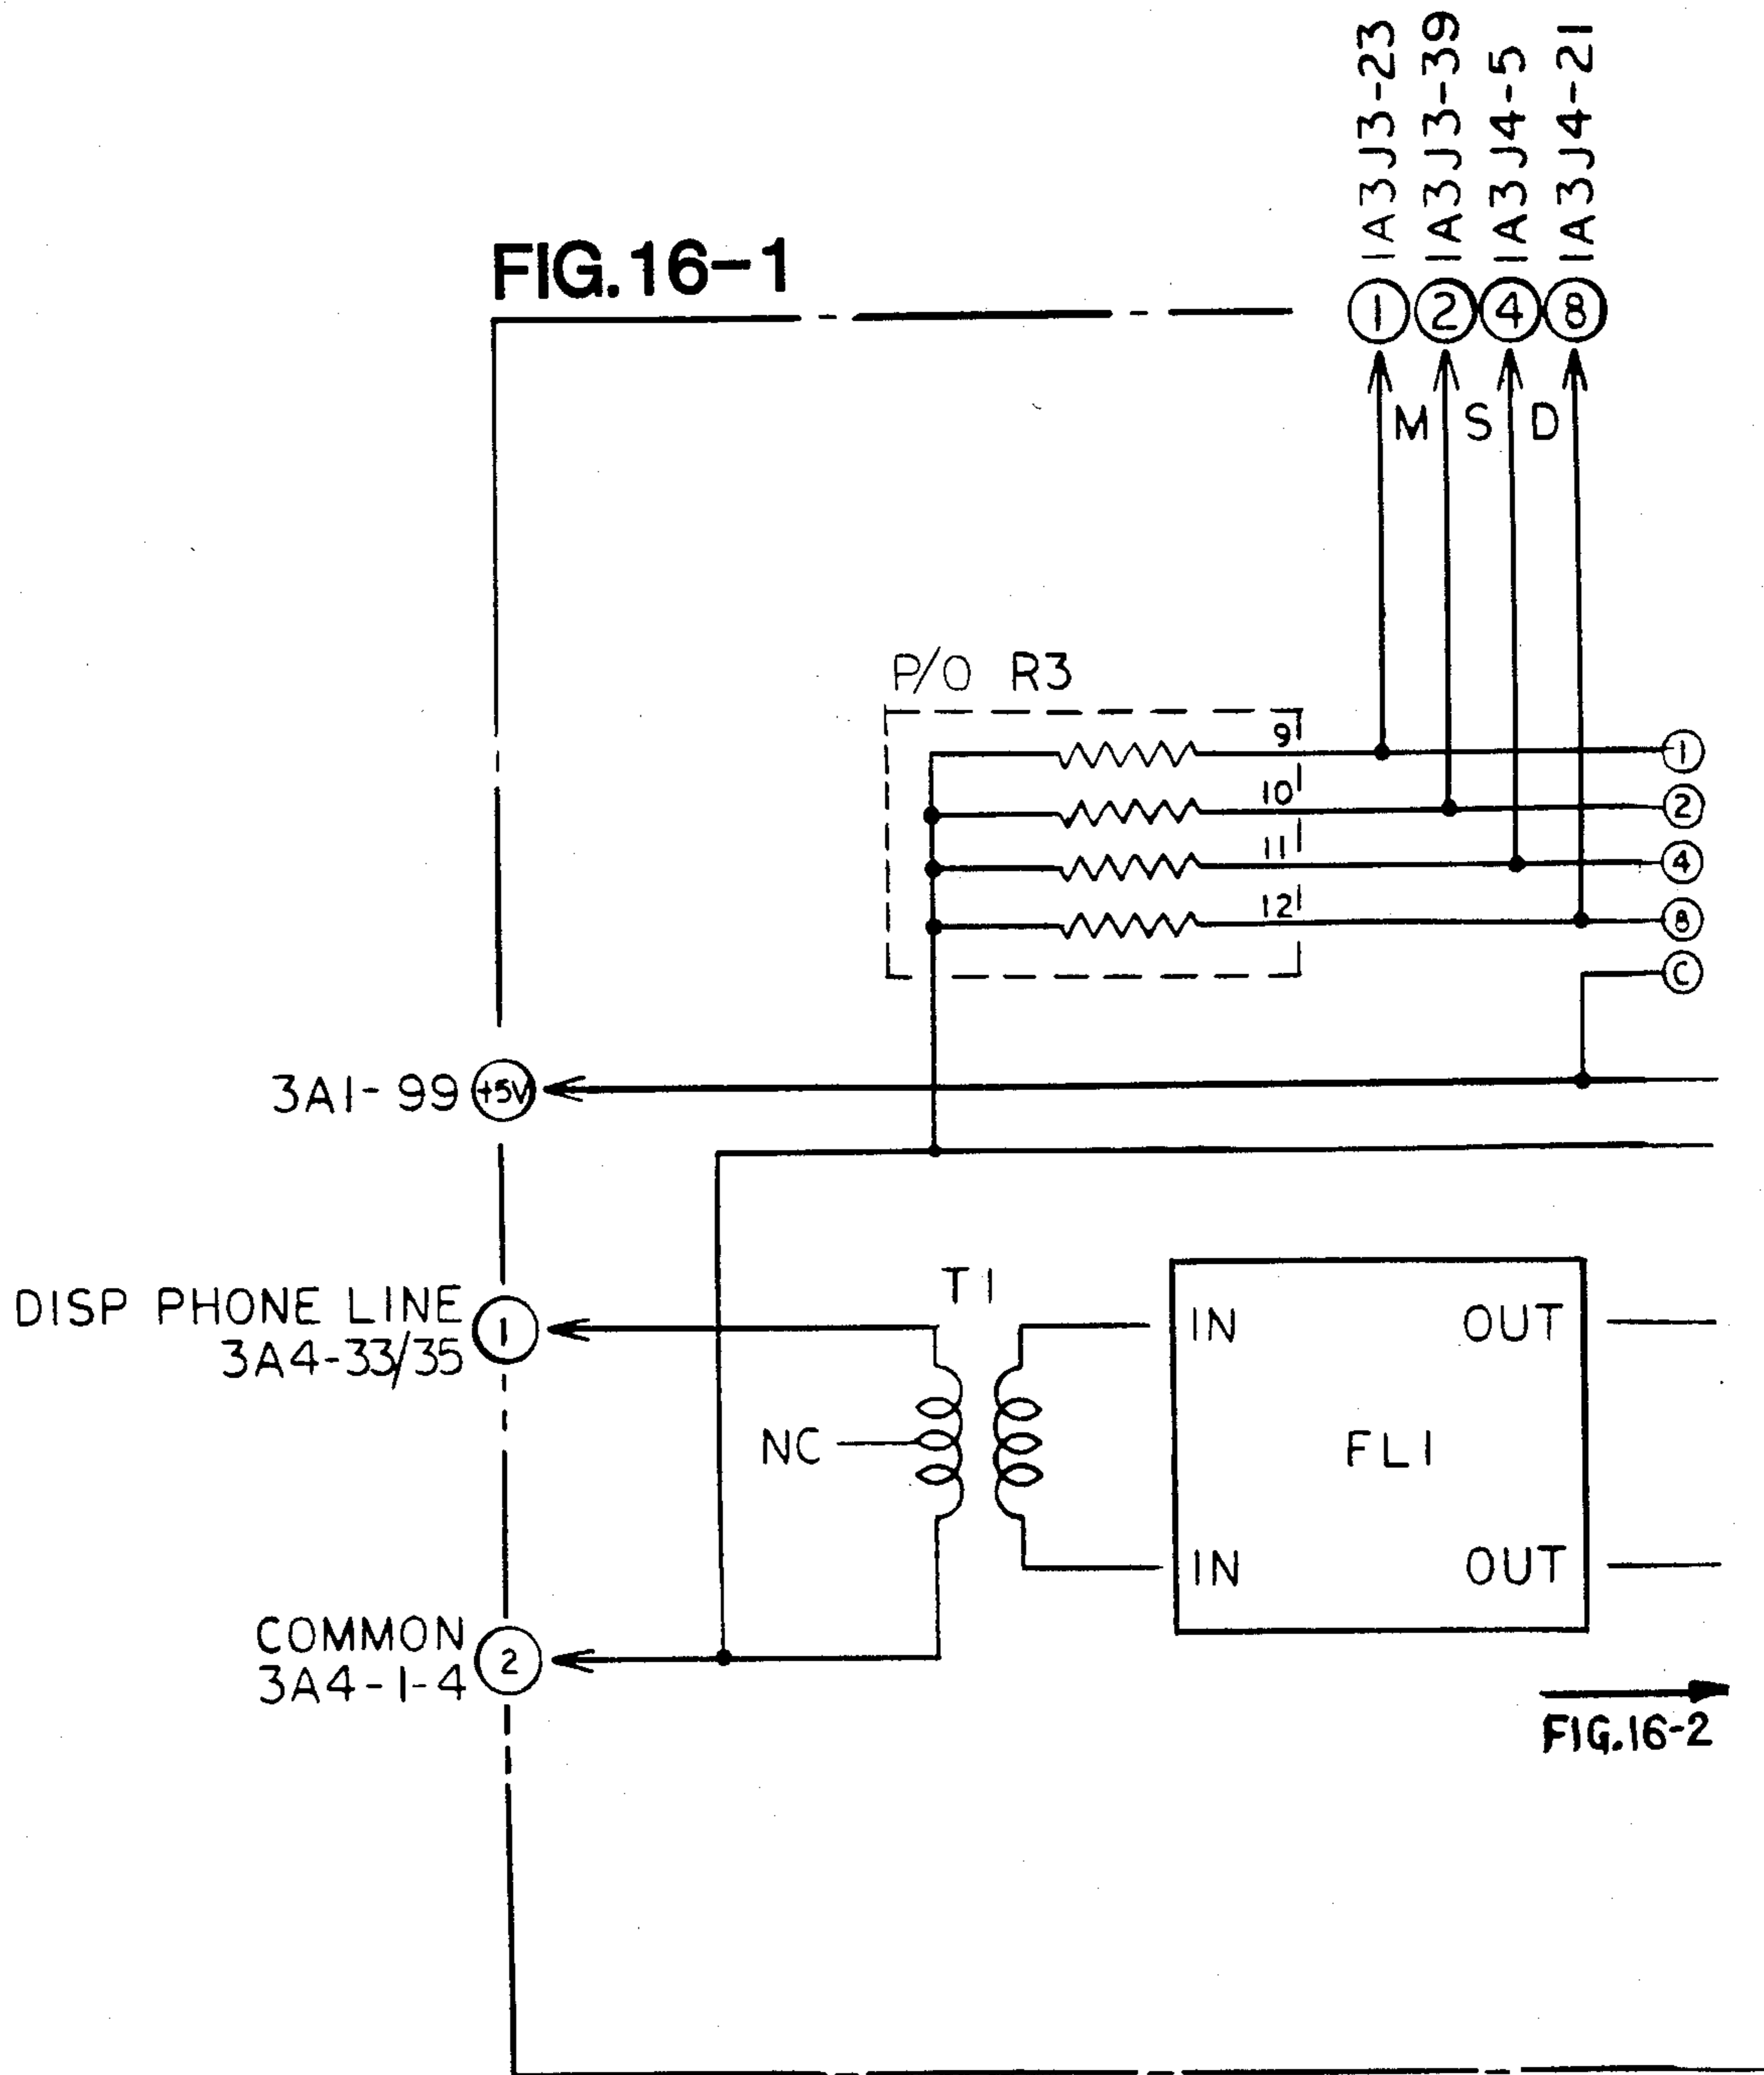 1A3J3-23
1A3J3-39
1A3J4-5
1A3J4-21
FIG.16-1
1 2 4 8
M S D
P/O R3
9
1
10
2
11
4
12
8
C
3A1-99 +5V
T1
DISP PHONE LINE
3A4-33/35
1
IN OUT
NC
FL1
IN OUT
COMMON
3A4-1-4
2
FIG.16-2